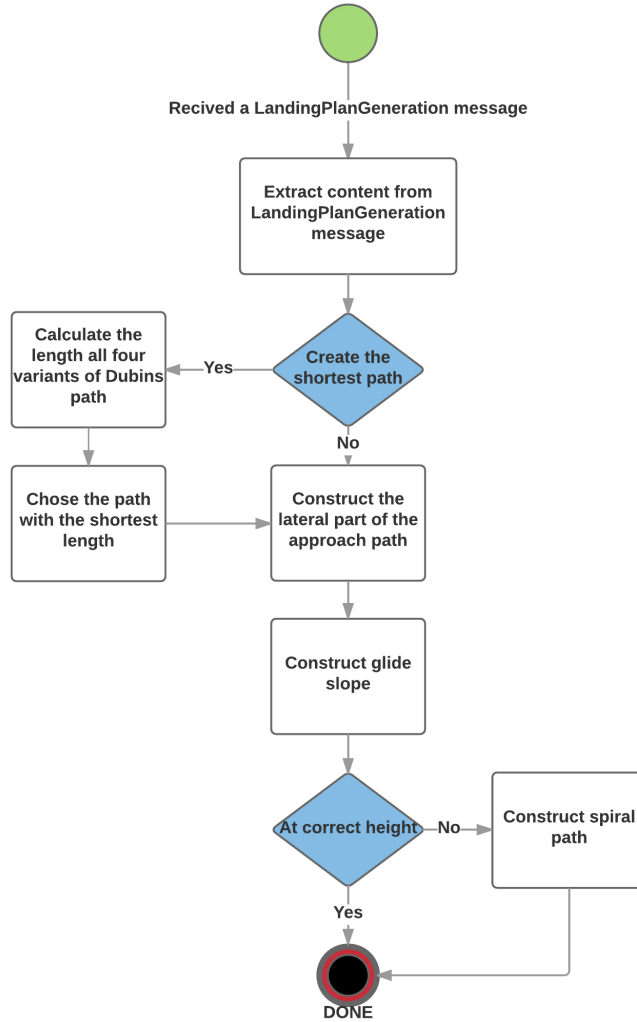 Recived a LandingPlanGeneration message
Extract content from
LandingPlanGeneration
message
Create the
shortest path
Yes
Calculate the
length all four
variants of Dubins
path
No
Chose the path
with the shortest
length
Construct the
lateral part of the
approach path
Construct glide
slope
At correct height
No
Construct spiral
path
Yes
DONE